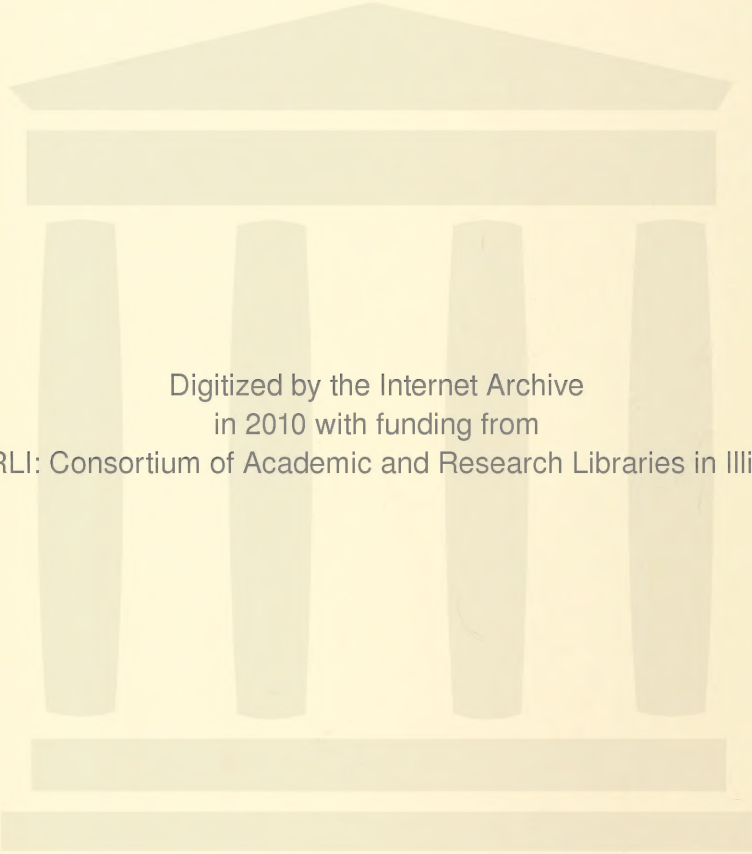 Digitized by the Internet Archive
in 2010 with funding from
RLI: Consortium of Academic and Research Libraries in Illi